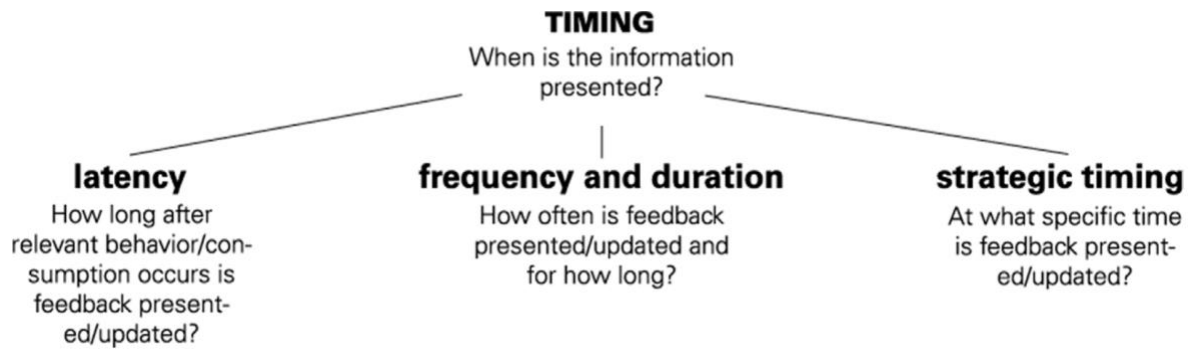 TIMING
When is the information
presented?
latency
How long after
relevant behavior/con-
sumption occurs is
feedback present-
ed/updated?
frequency and duration
How often is feedback
presented/updated and
for how long?
strategic timing
At what specific time
is feedback present-
ed/updated?